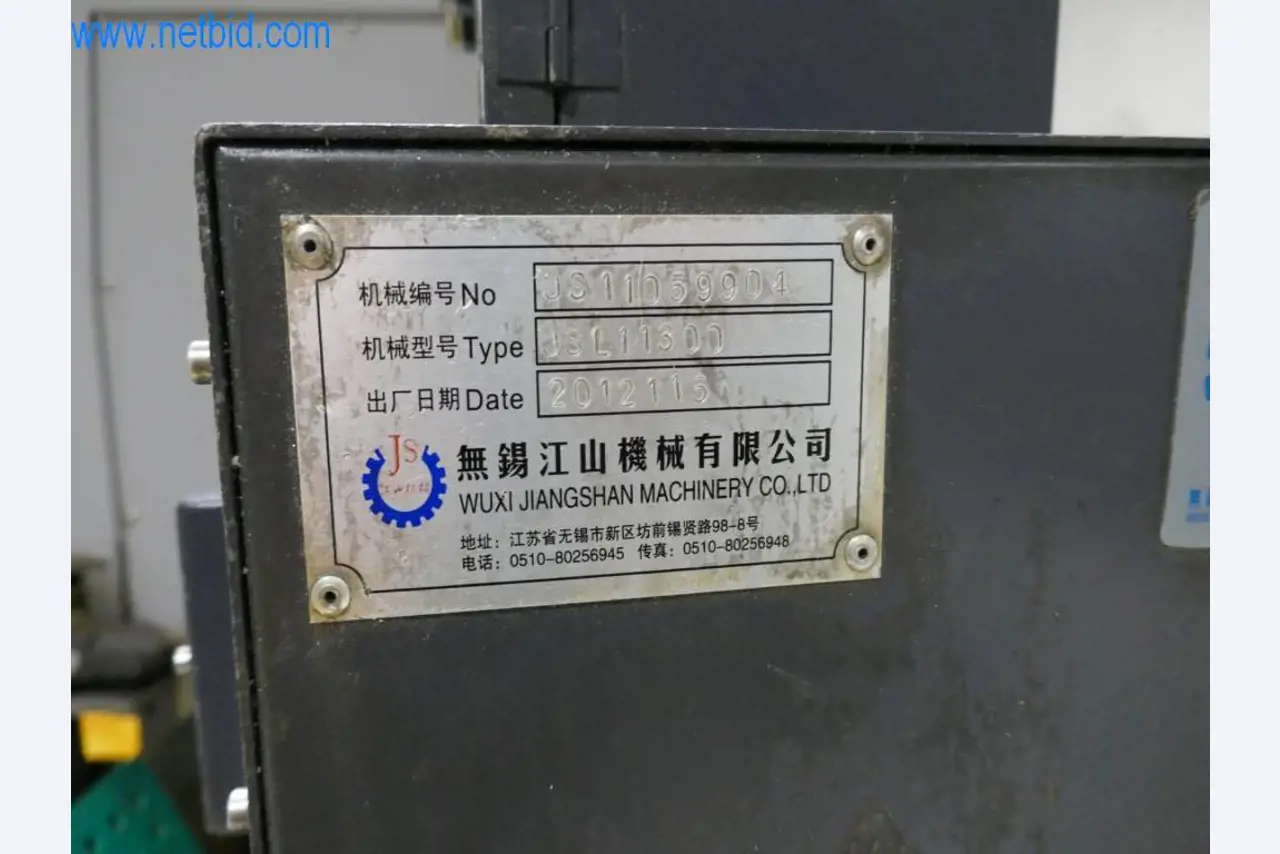 www.netbid.com
机械编号No JS11059904
机械型号Type JSL11300
出厂日期Date 2012115
JS
無錫江山機械有限公司
WUXI JIANGSHAN MACHINERY CO.,LTD
地址：江苏省无锡市新区坊前锡贤路98-8号
电话：0510-80256945 传真：0510-80256948